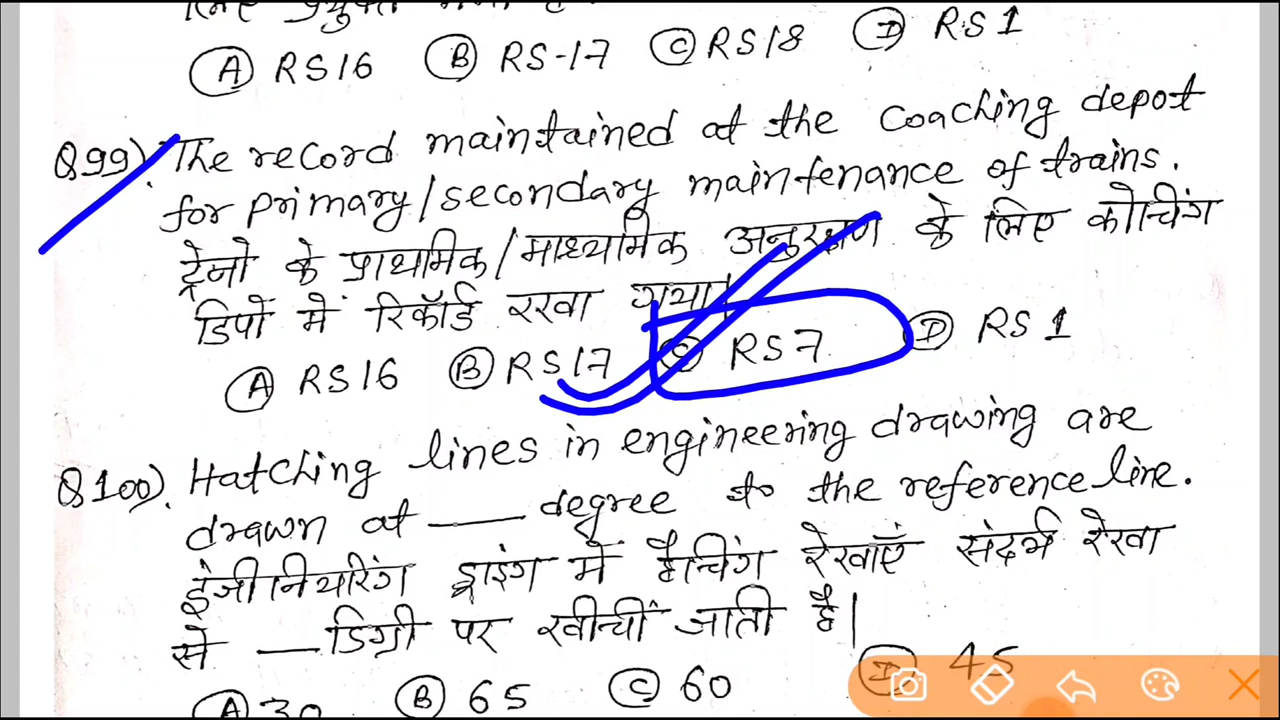 लिए प्रयुक्त
Ⓐ RS16 Ⓑ RS-17 Ⓒ RS18 Ⓓ RS1
Q99). The record maintained at the coaching depot
for primary/secondary maintenance of trains.
ट्रेनो के प्राथमिक/माध्यमिक अनुरक्षण के लिए कोचिंग
डिपो में रिकॉर्ड रखा गया।
Ⓐ RS16 Ⓑ RS17 Ⓒ RS7 Ⓓ RS1
Q100). Hatching lines in engineering drawing are
drawn at ___ degree to the reference line.
इंजीनियरिंग ड्राइंग में हैचिंग रेखाएँ संदर्भ रेखा
से ___ डिग्री पर खीन्चीं जाती है|
Ⓐ 30 Ⓑ 65 Ⓒ 60 Ⓓ 45